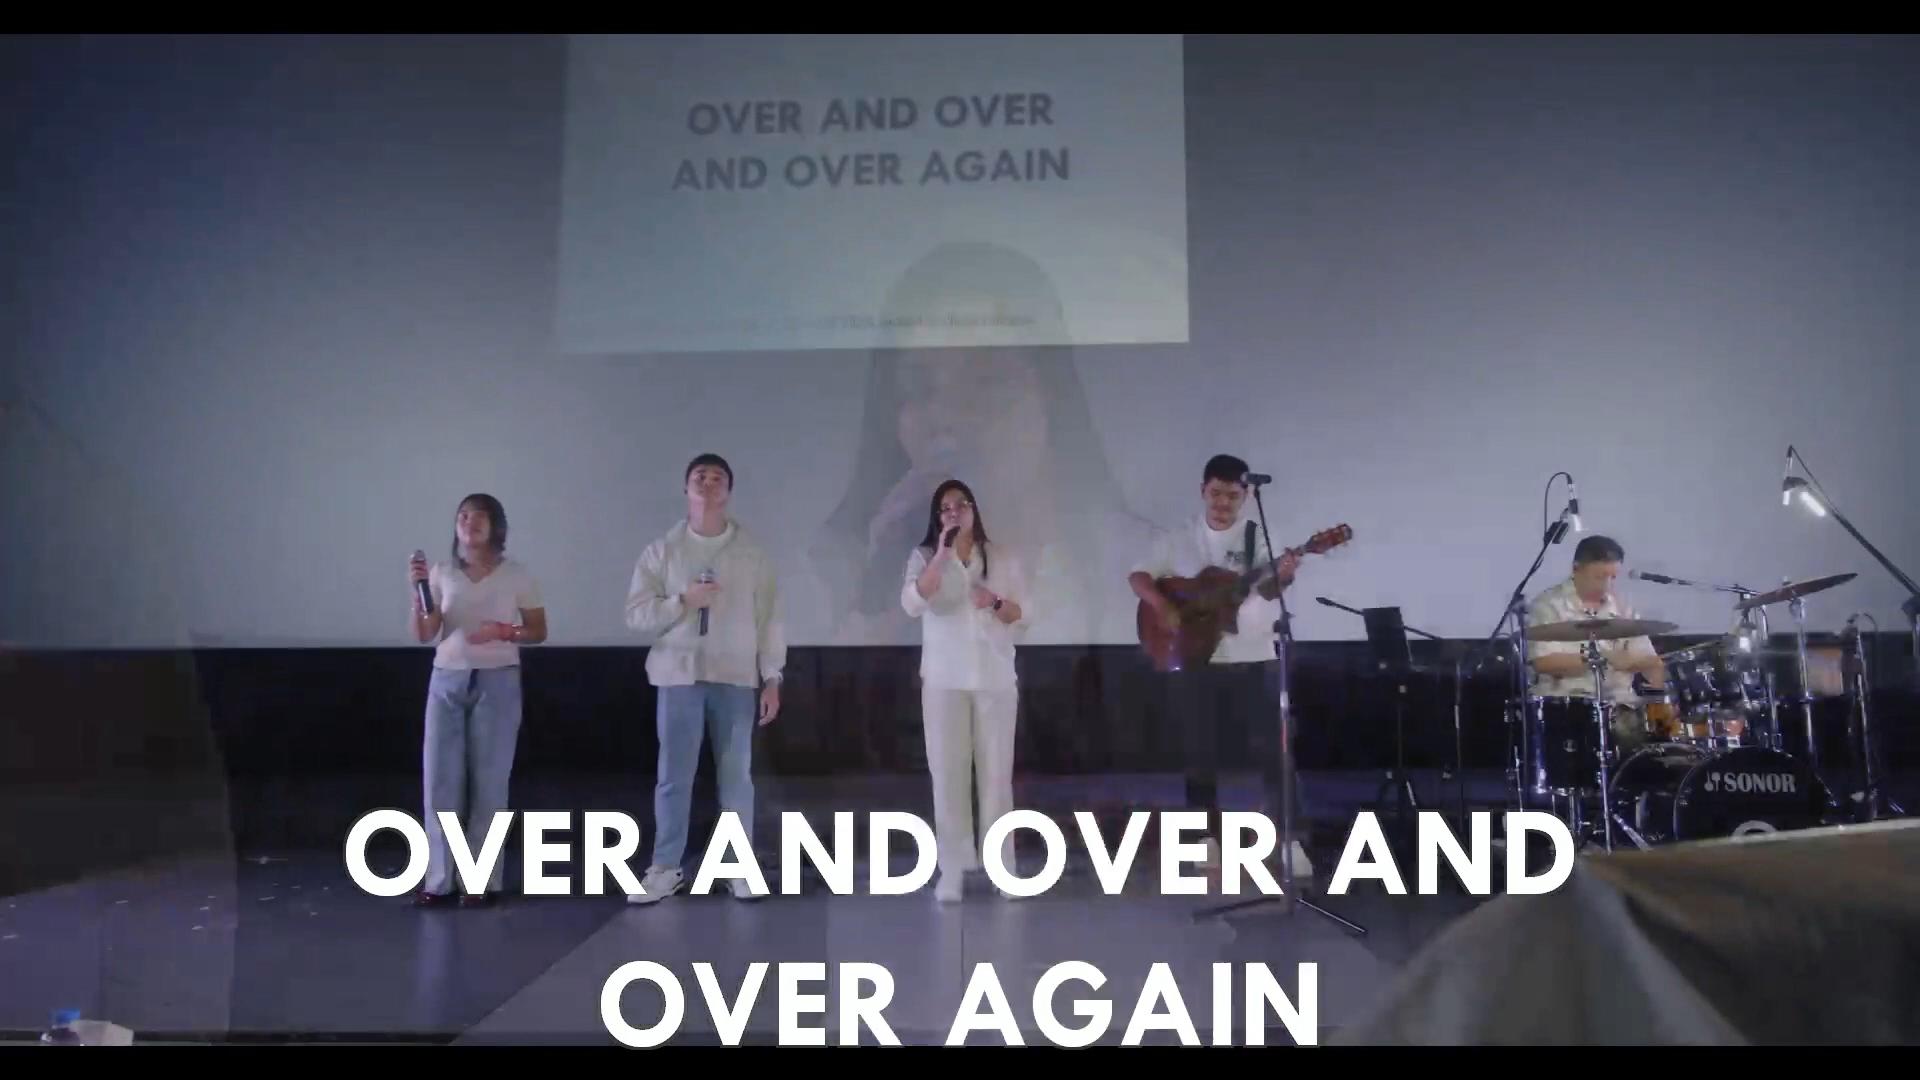 OVER AND OVER
AND OVER AGAIN
SONOR
OVER AND OVER AND
OVER AGAIN